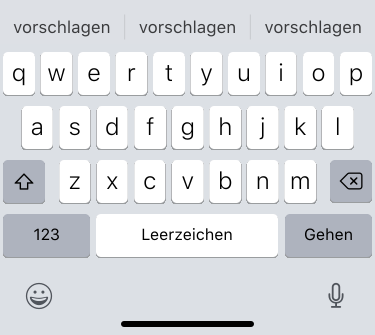 vorschlagen vorschlagen vorschlagen
q w e r t y u i o p
a s d f g h j k l
z x c v b n m
123 Leerzeichen Gehen